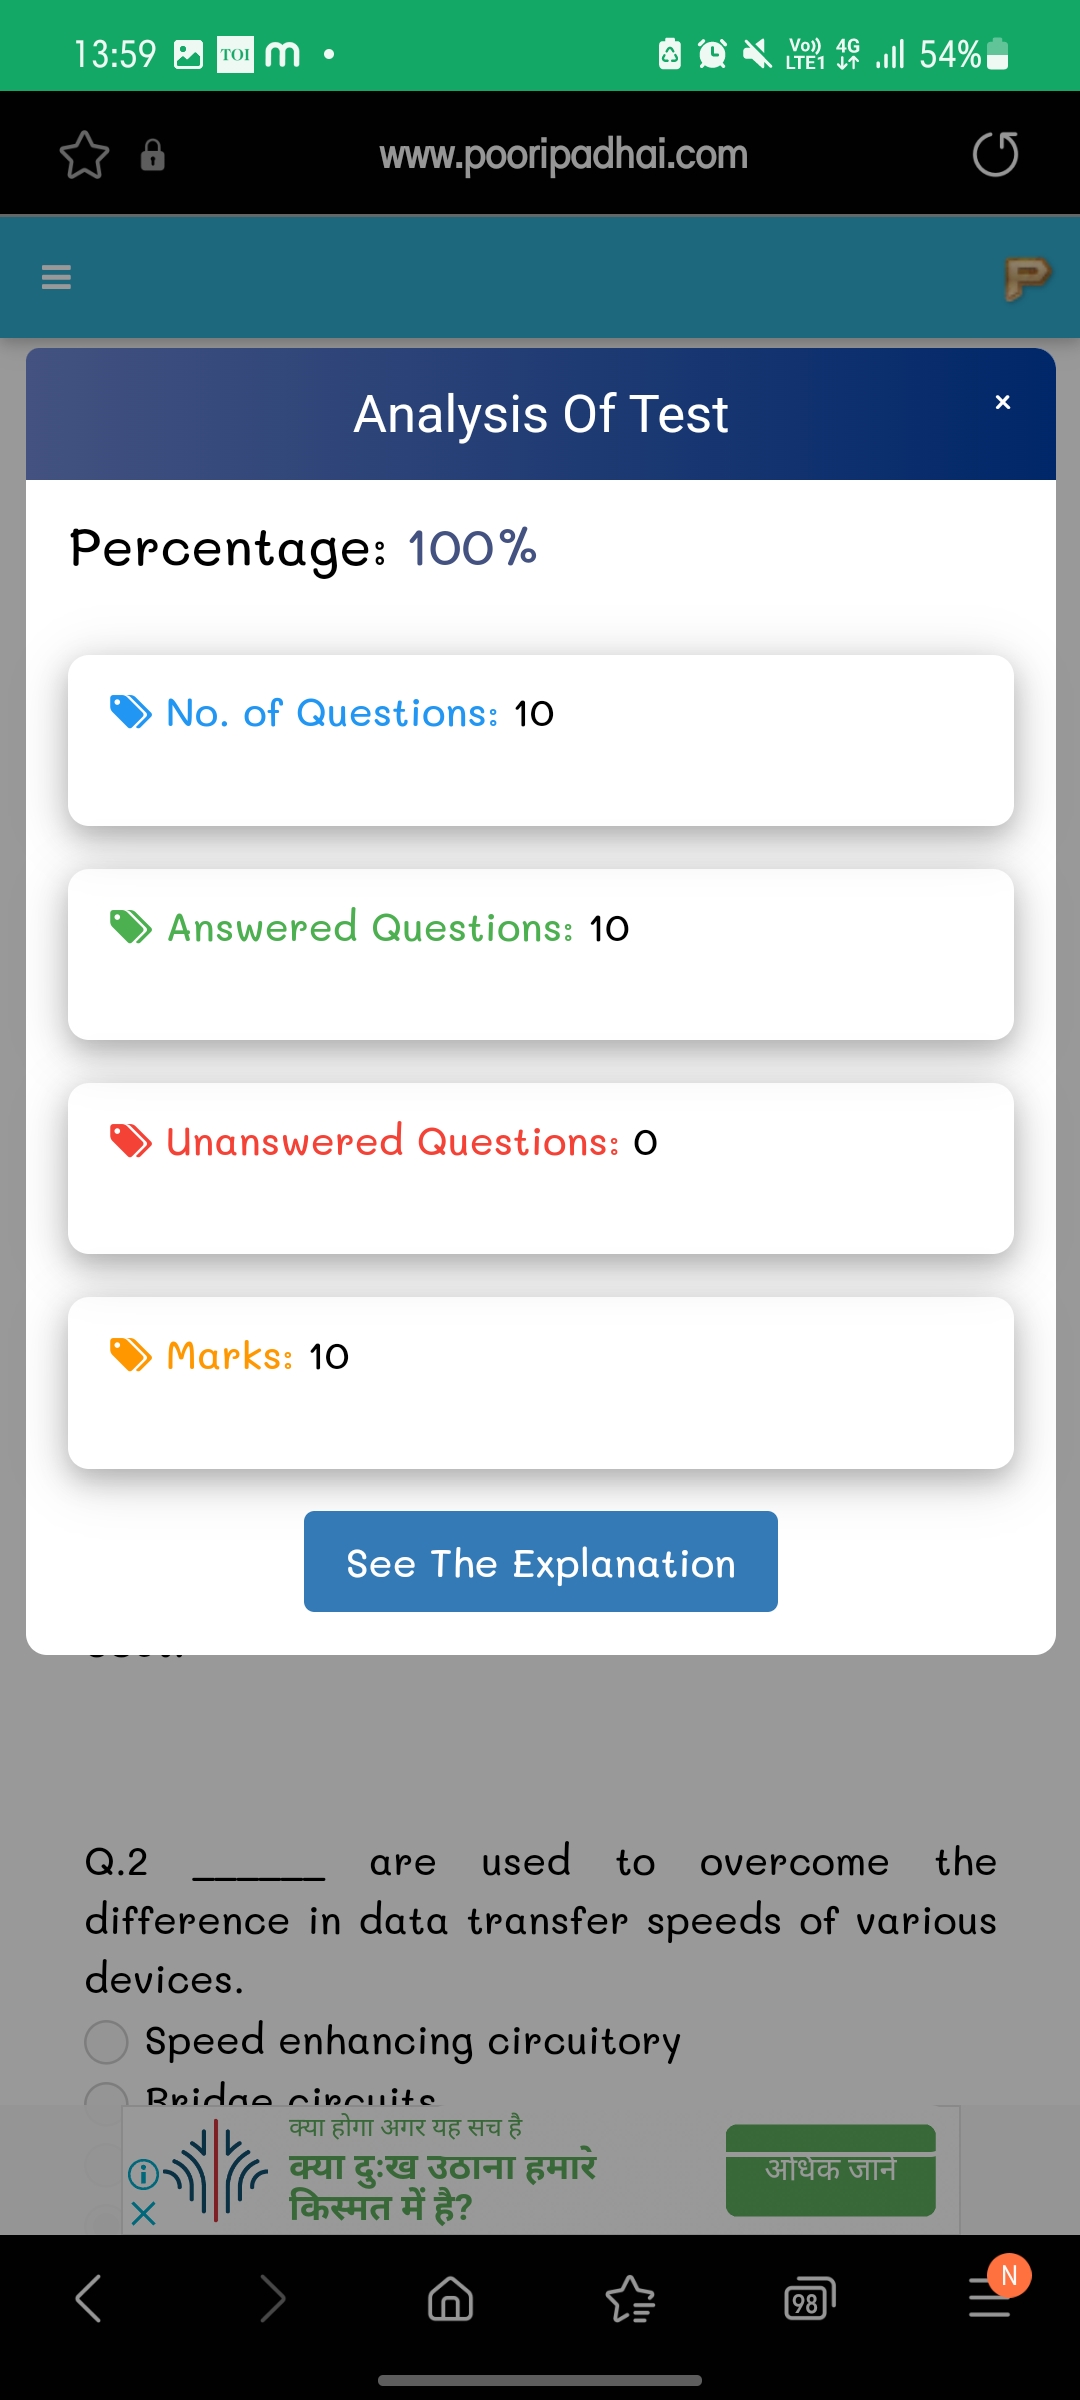 13:59 TOI m
Vo)) LTE1 4G 54%
www.pooripadhai.com
P
Analysis Of Test
×
Percentage: 100%
No. of Questions: 10
Answered Questions: 10
Unanswered Questions: 0
Marks: 10
See The Explanation
Q.2 ______ are used to overcome the
difference in data transfer speeds of various
devices.
Speed enhancing circuitory
Bridge circuits
क्या होगा अगर यह सच है
क्या दुःख उठाना हमारे
किस्मत में है?
अधिक जानें
98
N